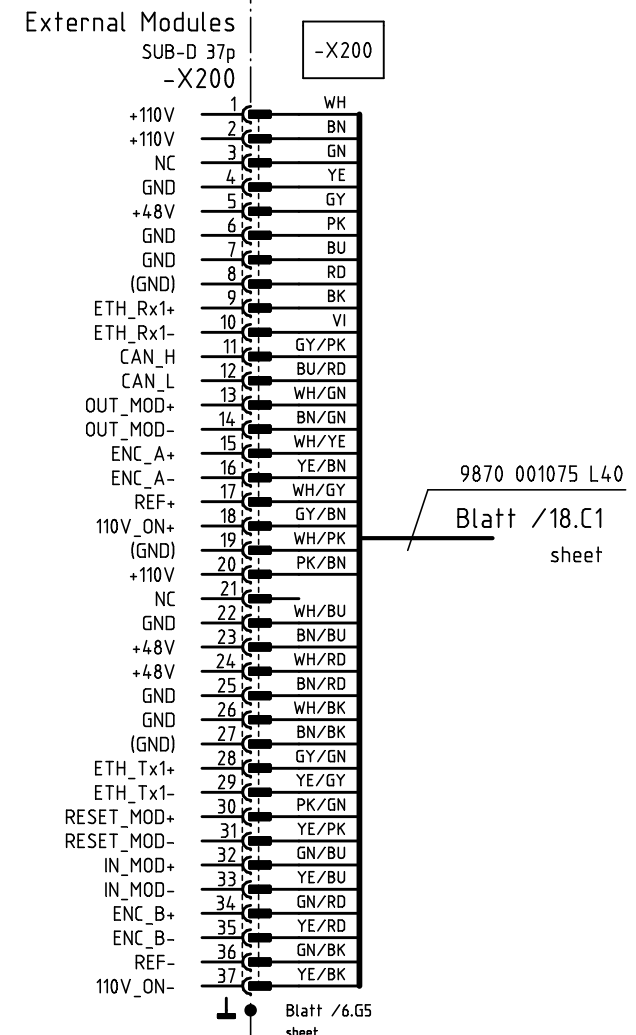 External Modules
SUB-D 37p
-X200
-X200
+110V 1 WH
+110V 2 BN
NC 3 GN
GND 4 YE
+48V 5 GY
GND 6 PK
GND 7 BU
(GND) 8 RD
ETH_Rx1+ 9 BK
ETH_Rx1- 10 VI
CAN_H 11 GY/PK
CAN_L 12 BU/RD
OUT_MOD+ 13 WH/GN
OUT_MOD- 14 BN/GN
ENC_A+ 15 WH/YE
ENC_A- 16 YE/BN
REF+ 17 WH/GY
110V_ON+ 18 GY/BN
(GND) 19 WH/PK
+110V 20 PK/BN
NC 21
GND 22 WH/BU
+48V 23 BN/BU
+48V 24 WH/RD
GND 25 BN/RD
GND 26 WH/BK
(GND) 27 BN/BK
ETH_Tx1+ 28 GY/GN
ETH_Tx1- 29 YE/GY
RESET_MOD+ 30 PK/GN
RESET_MOD- 31 YE/PK
IN_MOD+ 32 GN/BU
IN_MOD- 33 YE/BU
ENC_B+ 34 GN/RD
ENC_B- 35 YE/RD
REF- 36 GN/BK
110V_ON- 37 YE/BK
9870 001075 L40
Blatt /18.C1
sheet
Blatt /6.G5
sheet